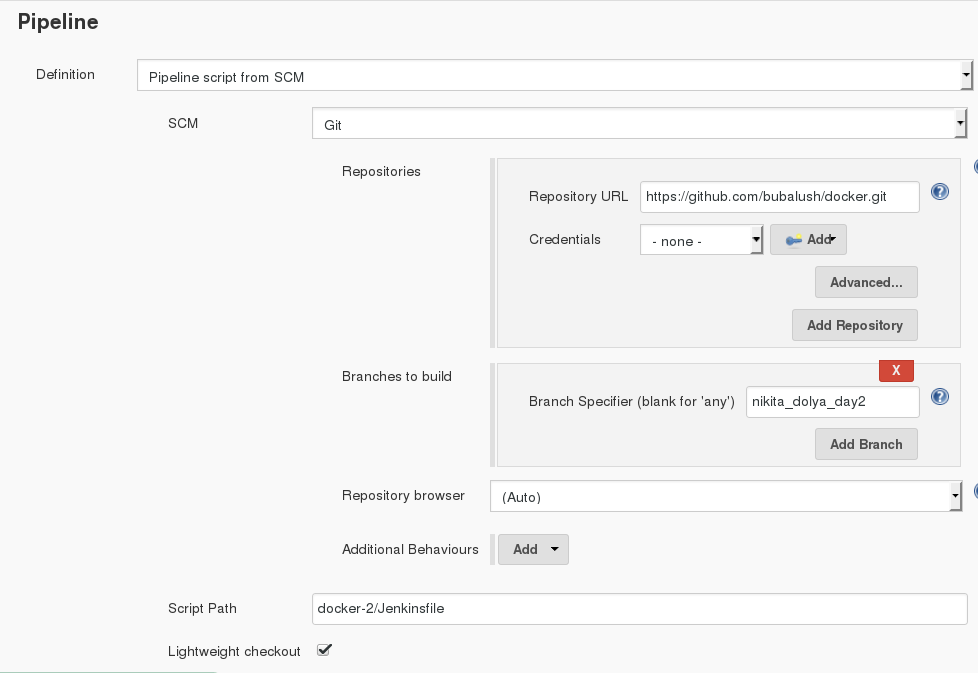 Pipeline
Definition
Pipeline script from SCM
SCM
Git
Repositories
Repository URL
https://github.com/bubalush/docker.git
Credentials
- none -
Add
Advanced...
Add Repository
Branches to build
X
Branch Specifier (blank for 'any')
nikita_dolya_day2
Add Branch
Repository browser
(Auto)
Additional Behaviours
Add
Script Path
docker-2/Jenkinsfile
Lightweight checkout